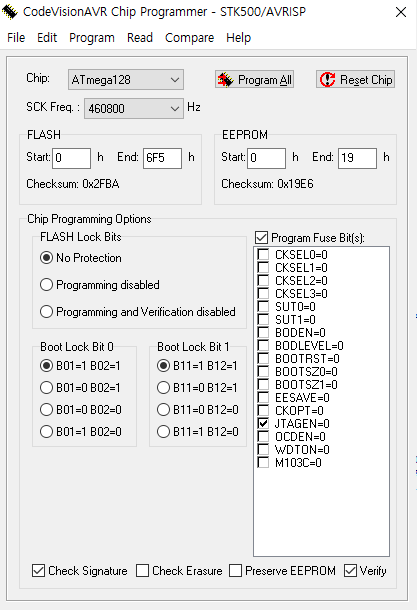 CodeVisionAVR Chip Programmer - STK500/AVRISP
File Edit Program Read Compare Help
Chip: ATmega128 Program All Reset Chip
SCK Freq. : 460800 Hz
FLASH
Start: 0 h End: 6F5 h
Checksum: 0x2FBA
EEPROM
Start: 0 h End: 19 h
Checksum: 0x19E6
Chip Programming Options
FLASH Lock Bits
No Protection
Programming disabled
Programming and Verification disabled
Boot Lock Bit 0
B01=1 B02=1
B01=0 B02=1
B01=0 B02=0
B01=1 B02=0
Boot Lock Bit 1
B11=1 B12=1
B11=0 B12=1
B11=0 B12=0
B11=1 B12=0
Program Fuse Bit(s):
CKSEL0=0
CKSEL1=0
CKSEL2=0
CKSEL3=0
SUT0=0
SUT1=0
BODEN=0
BODLEVEL=0
BOOTRST=0
BOOTSZ0=0
BOOTSZ1=0
EESAVE=0
CKOPT=0
JTAGEN=0
OCDEN=0
WDTON=0
M103C=0
Check Signature Check Erasure Preserve EEPROM Verify